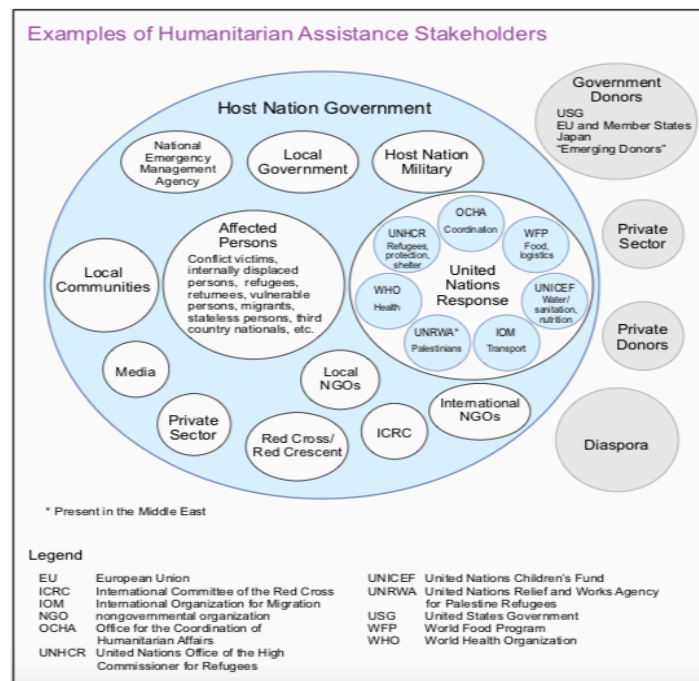 Examples of Humanitarian Assistance Stakeholders
Host Nation Government
National
Emergency
Management
Agency
Local
Government
Host Nation
Military
Government
Donors
USG
EU and Member States
Japan
“Emerging Donors”
Private
Sector
Private
Donors
Diaspora
Local
Communities
Affected
Persons
Conflict victims,
internally displaced
persons, refugees,
returnees, vulnerable
persons, migrants,
stateless persons, third
country nationals, etc.
United
Nations
Response
OCHA
Coordination
UNHCR
Refugees,
protection,
shelter
WFP
Food,
logistics
WHO
Health
UNICEF
Water/
sanitation,
nutrition
UNRWA*
Palestinians
IOM
Transport
Media
Private
Sector
Local
NGOs
Red Cross/
Red Crescent
ICRC
International
NGOs
* Present in the Middle East
Legend
EU European Union
ICRC International Committee of the Red Cross
IOM International Organization for Migration
NGO nongovernmental organization
OCHA Office for the Coordination of
Humanitarian Affairs
UNHCR United Nations Office of the High
Commissioner for Refugees
UNICEF United Nations Children’s Fund
UNRWA United Nations Relief and Works Agency
for Palestine Refugees
USG United States Government
WFP World Food Program
WHO World Health Organization